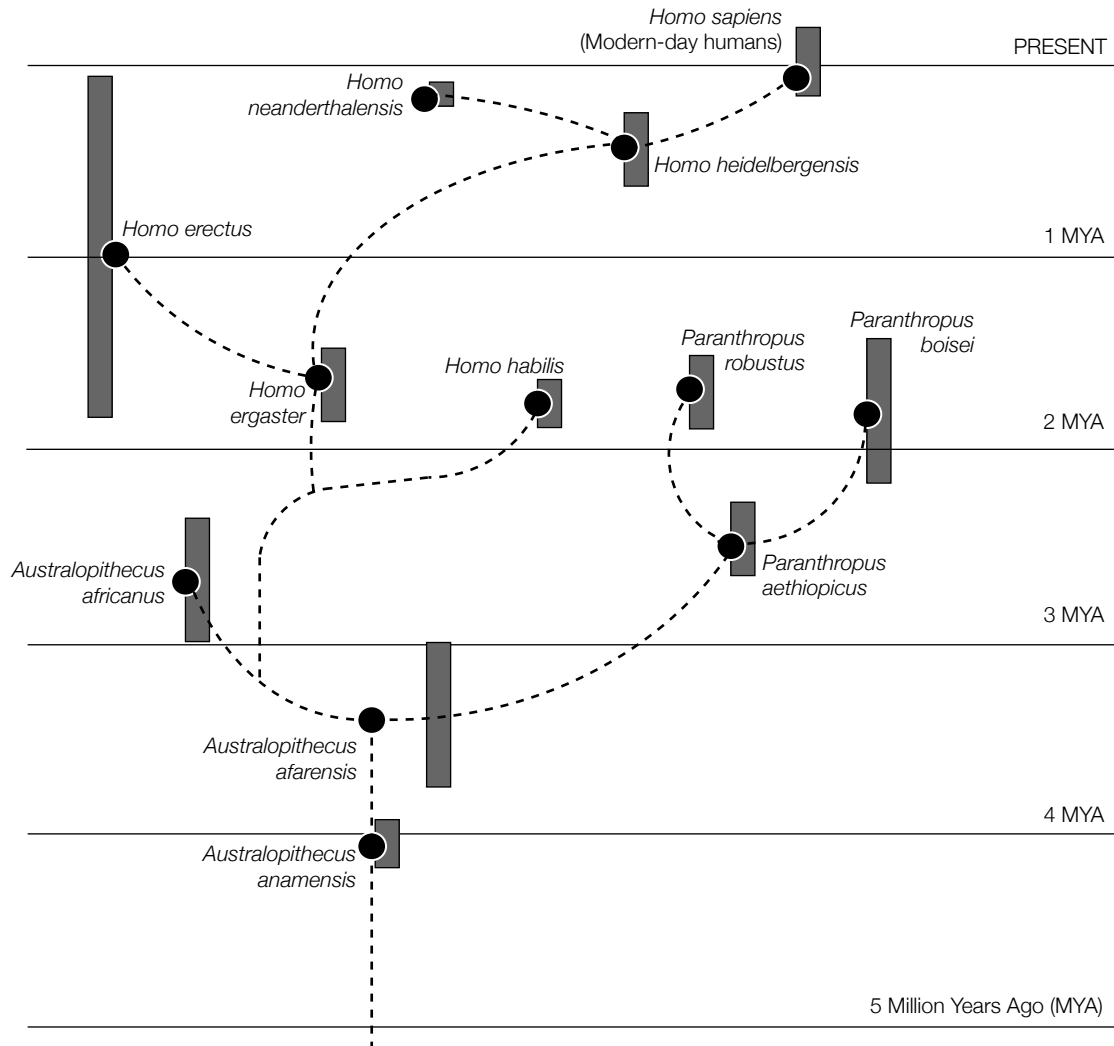 Homo sapiens
(Modern-day humans)
PRESENT
Homo
neanderthalensis
Homo heidelbergensis
Homo erectus
1 MYA
Paranthropus
boisei
Paranthropus
robustus
Homo habilis
Homo
ergaster
2 MYA
Australopithecus
africanus
Paranthropus
aethiopicus
3 MYA
Australopithecus
afarensis
4 MYA
Australopithecus
anamensis
5 Million Years Ago (MYA)